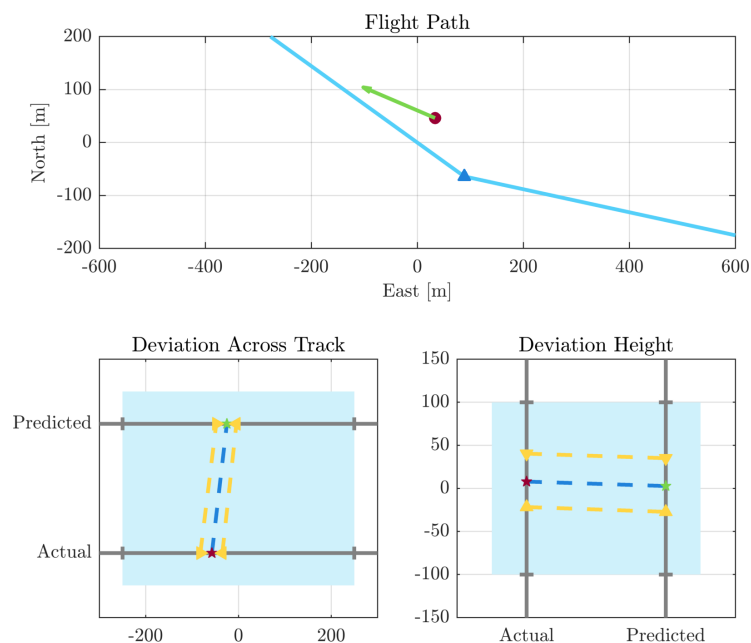 Flight Path
200
100
0
-100
-200
North [m]
-600 -400 -200 0 200 400 600
East [m]
Deviation Across Track
Predicted
Actual
-200 0 200
Deviation Height
150
100
50
0
-50
-100
-150
Actual Predicted